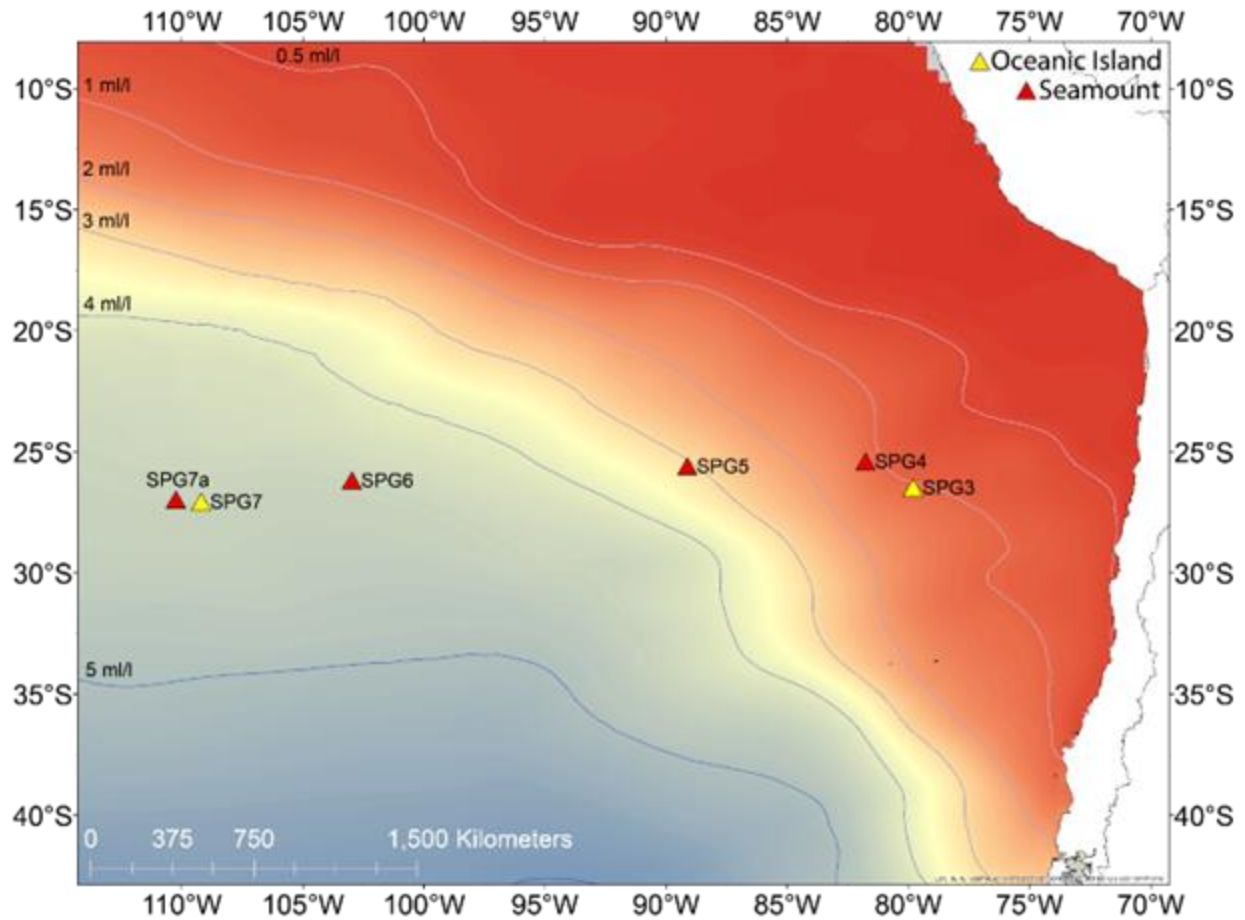 110°W 105°W 100°W 95°W 90°W 85°W 80°W 75°W 70°W
0.5 ml/l
Oceanic Island
Seamount
10°S 1 ml/l 10°S
2 ml/l
15°S 15°S
3 ml/l
4 ml/l
20°S 20°S
25°S 25°S
SPG5 SPG4
SPG7a SPG6 SPG3
SPG7
30°S 30°S
5 ml/l
35°S 35°S
40°S 40°S
0 375 750 1,500 Kilometers
110°W 105°W 100°W 95°W 90°W 85°W 80°W 75°W 70°W